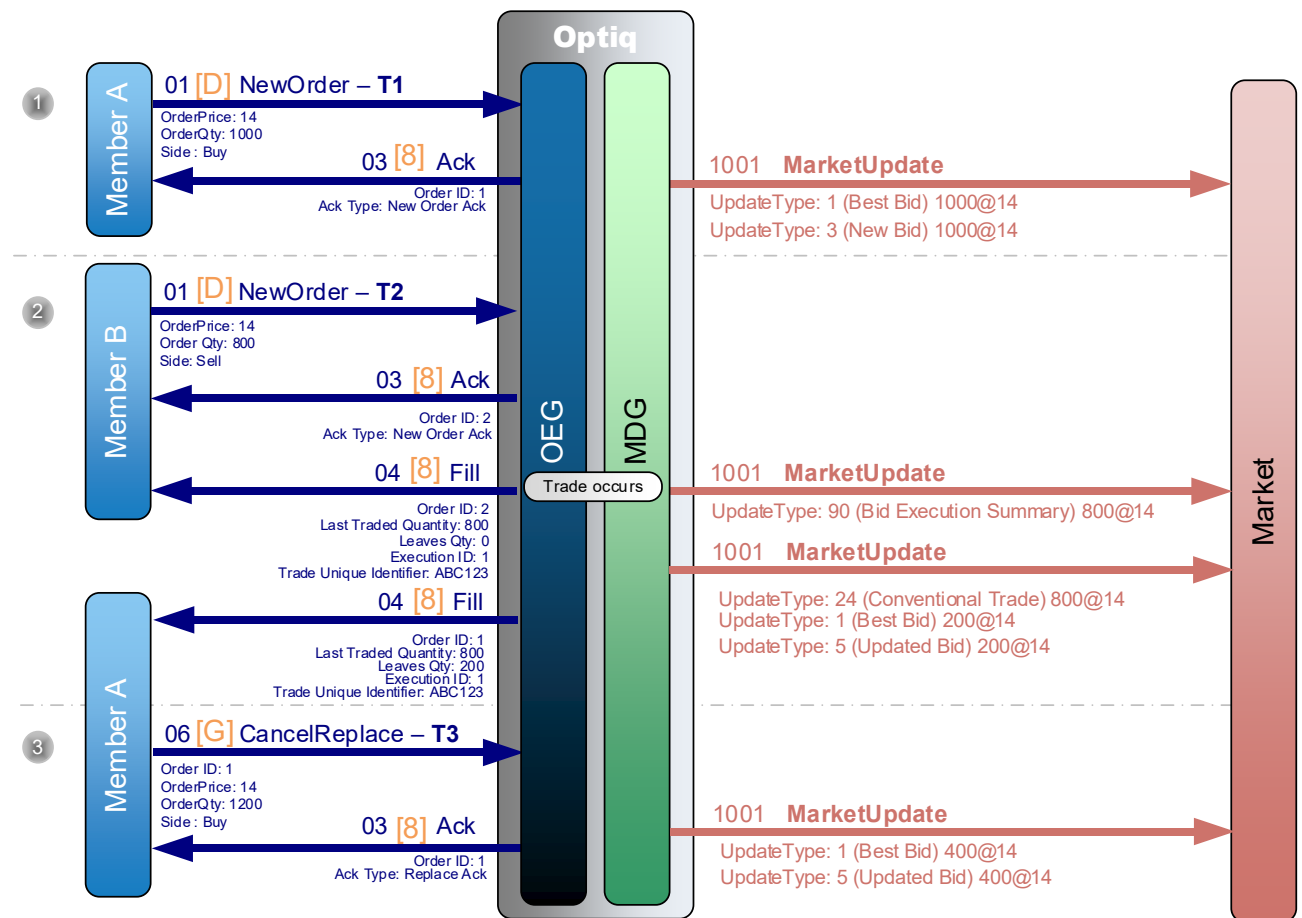 Optiq
1
Member A
01 [D] NewOrder – T1
OrderPrice: 14
OrderQty: 1000
Side : Buy
03 [8] Ack
Order ID: 1
Ack Type: New Order Ack
1001 MarketUpdate
UpdateType: 1 (Best Bid) 1000@14
UpdateType: 3 (New Bid) 1000@14
2
Member B
01 [D] NewOrder – T2
OrderPrice: 14
Order Qty: 800
Side: Sell
03 [8] Ack
Order ID: 2
Ack Type: New Order Ack
OEG
MDG
Market
04 [8] Fill
Trade occurs
1001 MarketUpdate
UpdateType: 90 (Bid Execution Summary) 800@14
Order ID: 2
Last Traded Quantity: 800
Leaves Qty: 0
Execution ID: 1
Trade Unique Identifier: ABC123
1001 MarketUpdate
UpdateType: 24 (Conventional Trade) 800@14
UpdateType: 1 (Best Bid) 200@14
UpdateType: 5 (Updated Bid) 200@14
Member A
04 [8] Fill
Order ID: 1
Last Traded Quantity: 800
Leaves Qty: 200
Execution ID: 1
Trade Unique Identifier: ABC123
3
06 [G] CancelReplace – T3
Order ID: 1
OrderPrice: 14
OrderQty: 1200
Side : Buy
03 [8] Ack
Order ID: 1
Ack Type: Replace Ack
1001 MarketUpdate
UpdateType: 1 (Best Bid) 400@14
UpdateType: 5 (Updated Bid) 400@14